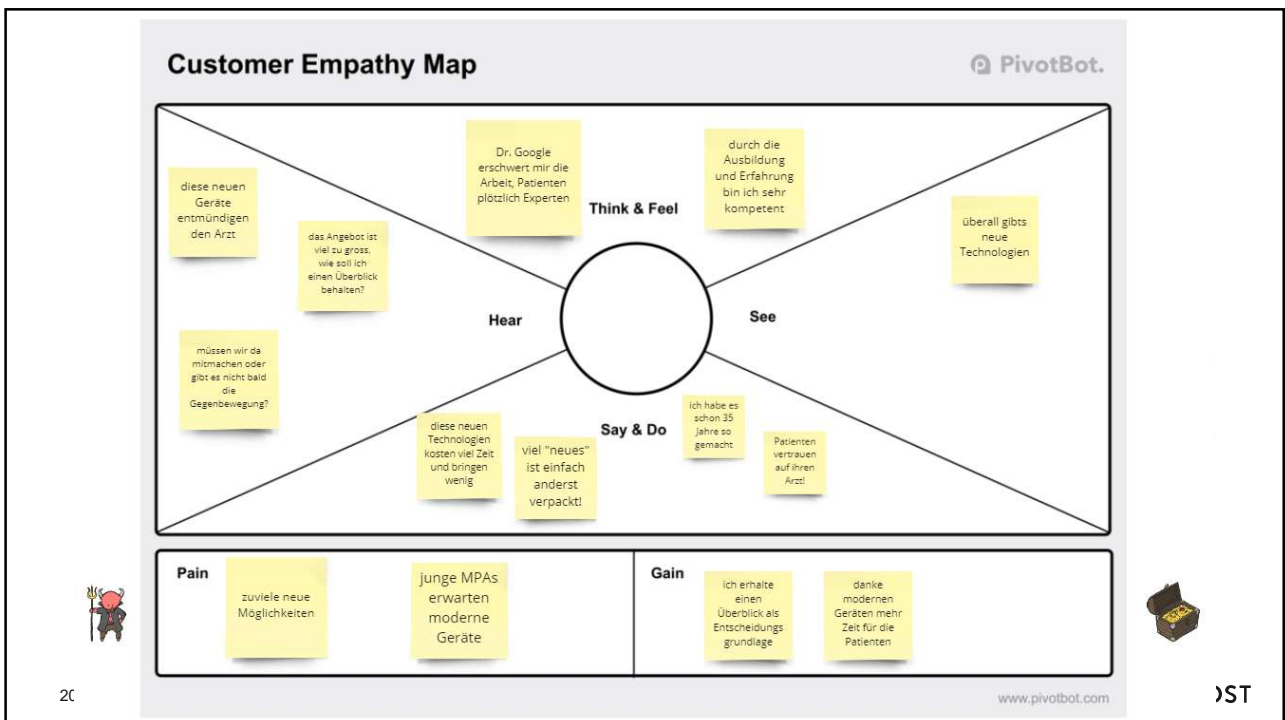 Customer Empathy Map
PivotBot.
diese neuen
Geräte
entmündigen
den Arzt
das Angebot ist
viel zu gross,
wie soll ich
einen Überblick
behalten?
müssen wir da
mitmachen oder
gibt es nicht bald
die
Gegenbewegung?
Hear
Dr. Google
erschwert mir die
Arbeit, Patienten
plötzlich Experten
Think & Feel
durch die
Ausbildung
und Erfahrung
bin ich sehr
kompetent
überall gibts
neue
Technologien
See
diese neuen
Technologien
kosten viel Zeit
und bringen
wenig
viel "neues"
ist einfach
anderst
verpackt!
Say & Do
ich habe es
schon 35
Jahre so
gemacht
Patienten
vertrauen
auf ihren
Arzt!
Pain
zuviele neue
Möglichkeiten
junge MPAs
erwarten
moderne
Geräte
Gain
ich erhalte
einen
Überblick als
Entscheidungs
grundlage
danke
modernen
Geräten mehr
Zeit für die
Patienten
www.pivotbot.com